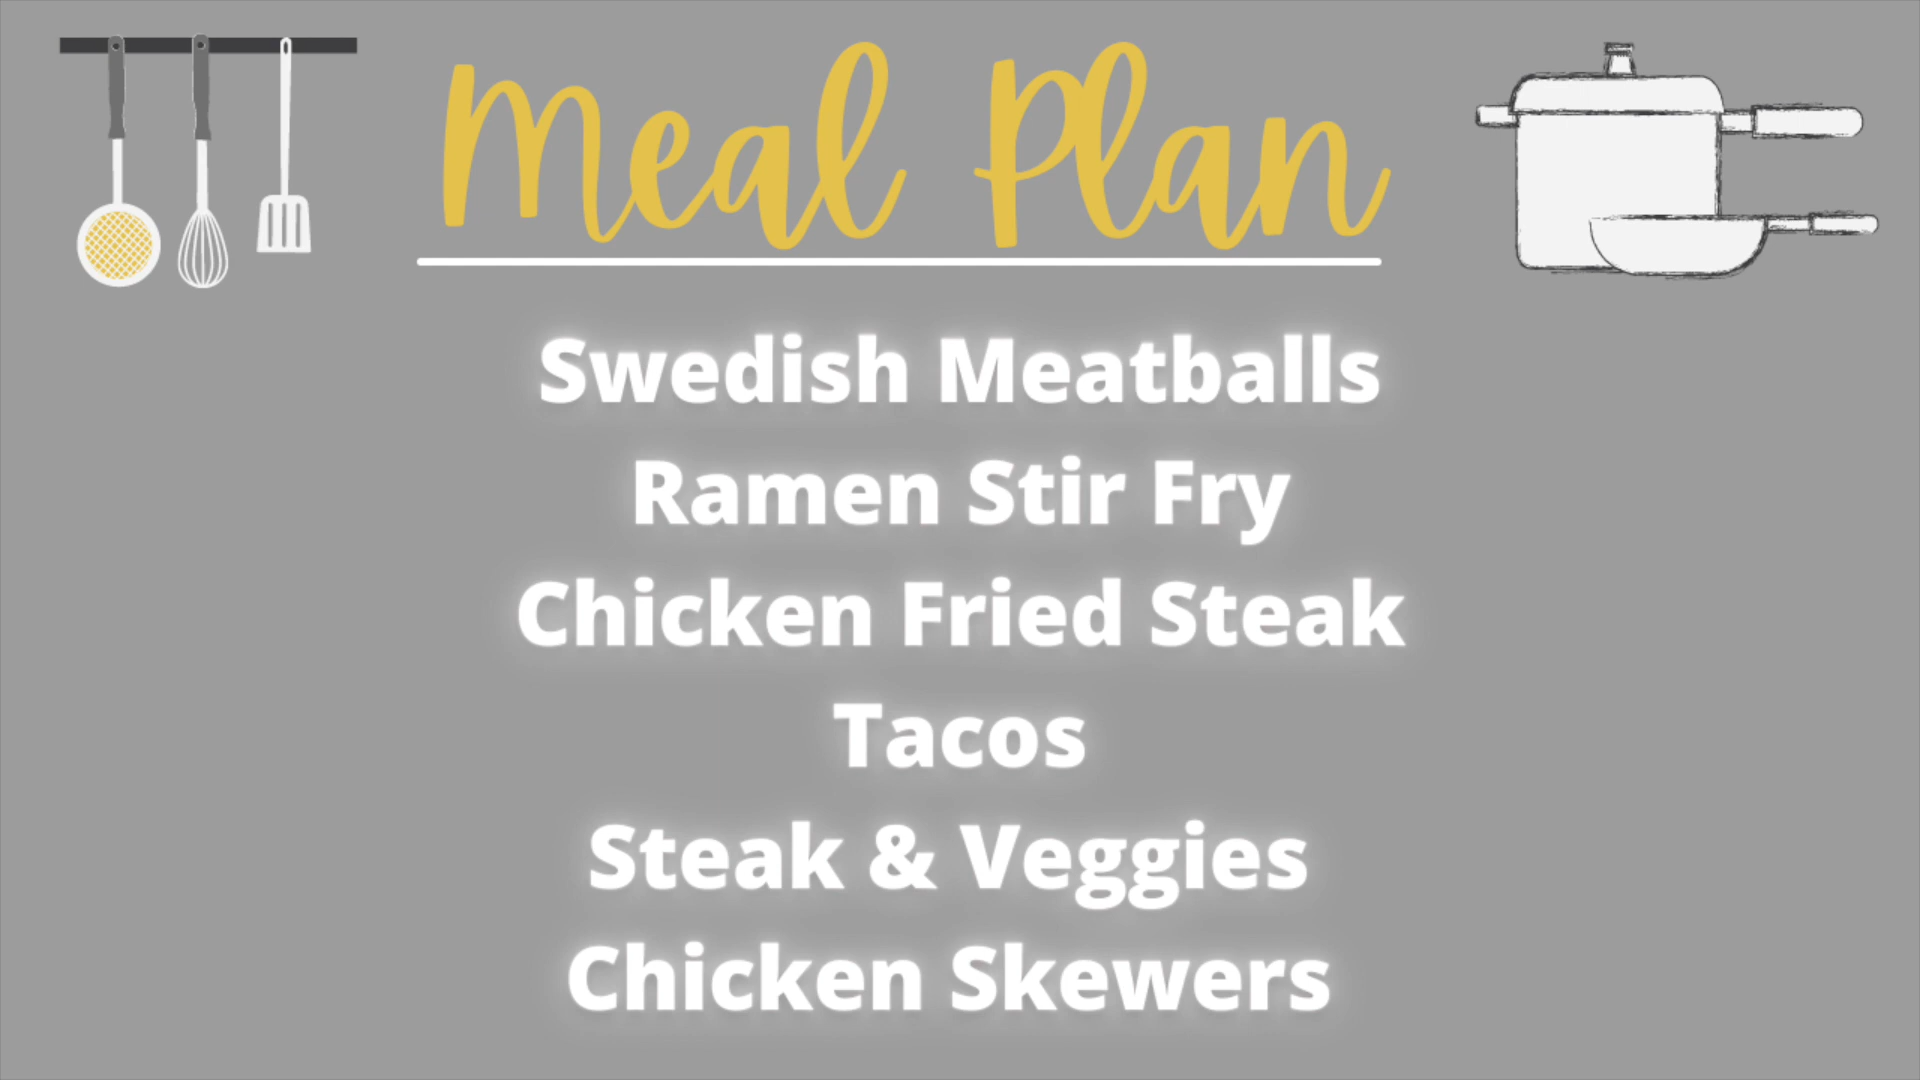 Meal Plan
Swedish Meatballs
Ramen Stir Fry
Chicken Fried Steak
Tacos
Steak & Veggies
Chicken Skewers